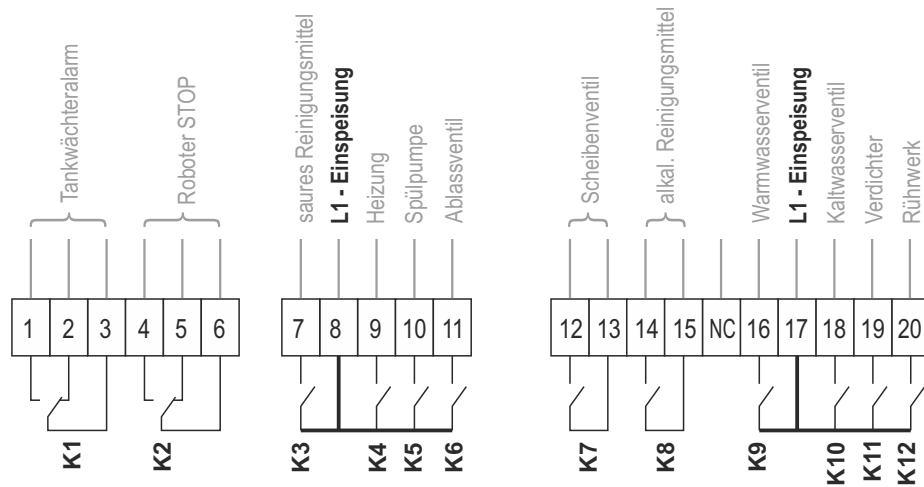 Tankwächteralarm
Roboter STOP
saures Reinigungsmittel
L1 - Einspeisung
Heizung
Spülpumpe
Ablassventil
Scheibenventil
alkal. Reinigungsmittel
Warmwasserventil
L1 - Einspeisung
Kaltwasserventil
Verdichter
Rührwerk
1 2 3 4 5 6
7 8 9 10 11
12 13 14 15 NC 16 17 18 19 20
K1
K2
K3
K4
K5
K6
K7
K8
K9
K10
K11
K12